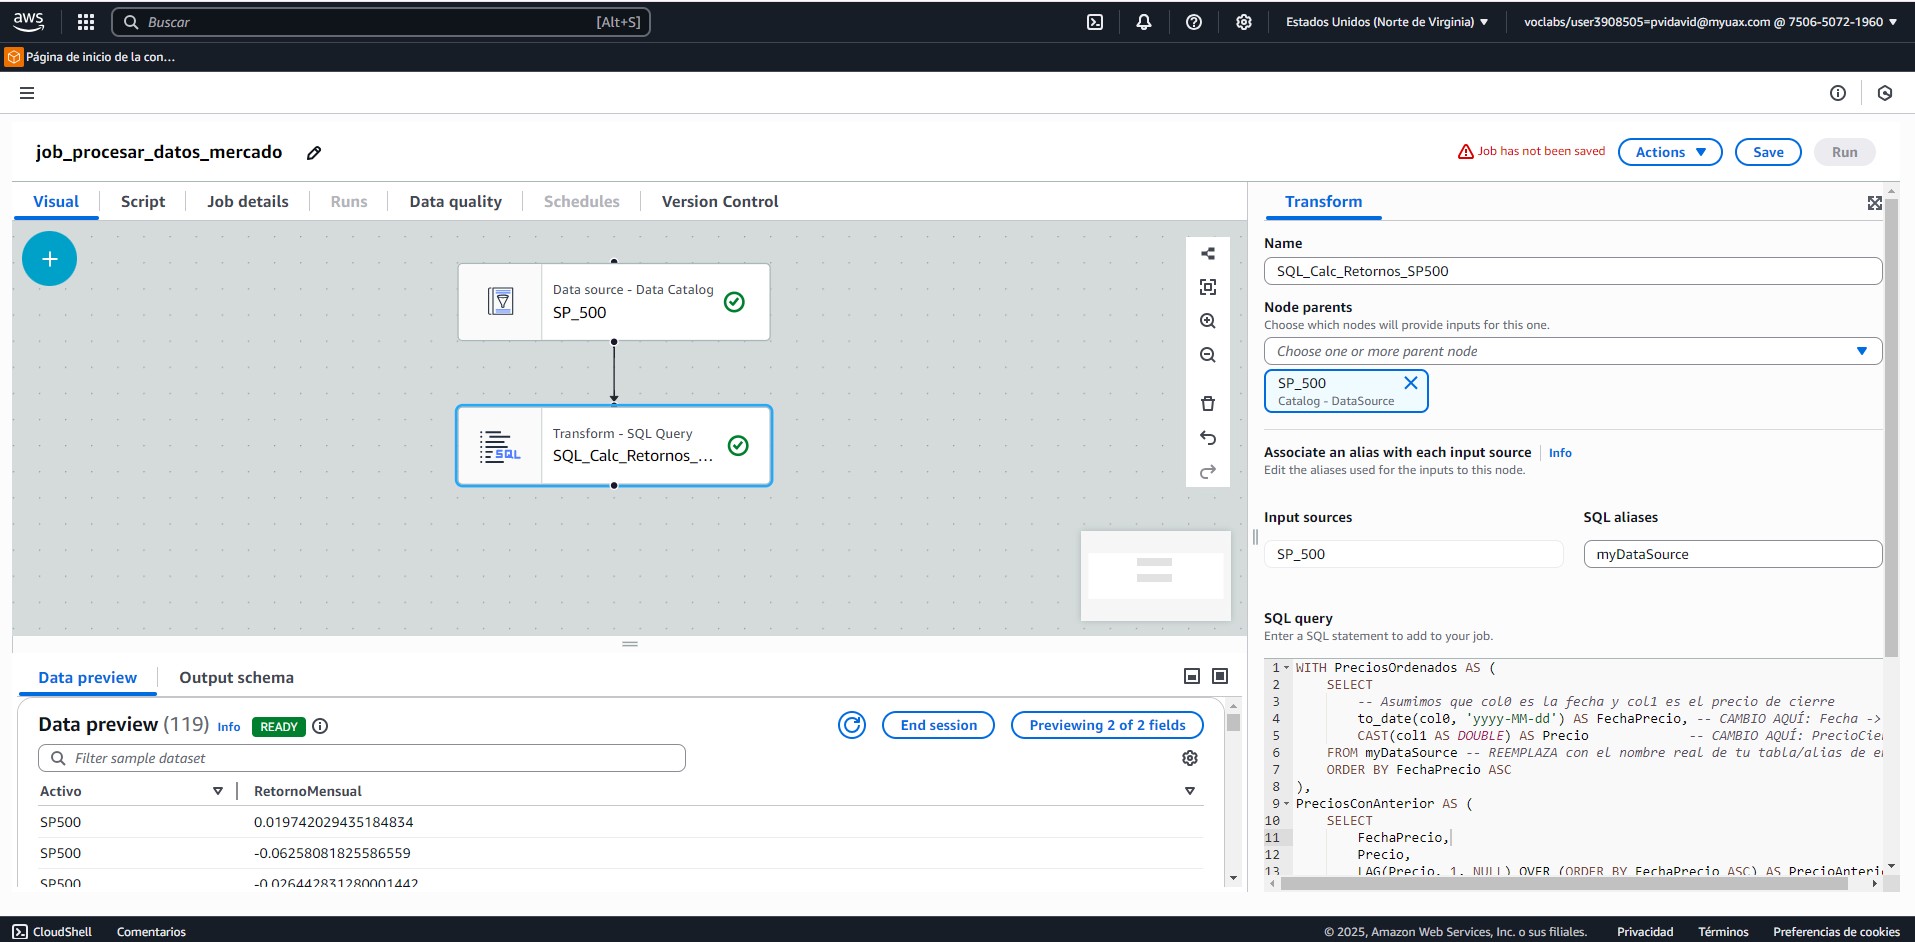 aws
Buscar
[Alt+S]
Estados Unidos (Norte de Virginia)
voclabs/user3908505=pvidavid@myuax.com @ 7506-5072-1960
Página de inicio de la con...
job_procesar_datos_mercado
Job has not been saved
Actions
Save
Run
Visual
Script
Job details
Runs
Data quality
Schedules
Version Control
Data source - Data Catalog
SP_500
Transform - SQL Query
SQL_Calc_Retornos_...
SQL
Transform
Name
SQL_Calc_Retornos_SP500
Node parents
Choose which nodes will provide inputs for this one.
Choose one or more parent node
SP_500
Catalog - DataSource
Associate an alias with each input source
Info
Edit the aliases used for the inputs to this node.
Input sources
SQL aliases
SP_500
myDataSource
SQL query
Enter a SQL statement to add to your job.
1 WITH PreciosOrdenados AS (
2 SELECT
3 -- Asumimos que col0 es la fecha y col1 es el precio de cierre
4 to_date(col0, 'yyyy-MM-dd') AS FechaPrecio, -- CAMBIO AQUÍ: Fecha ->
5 CAST(col1 AS DOUBLE) AS Precio -- CAMBIO AQUÍ: PrecioCie
6 FROM myDataSource -- REEMPLAZA con el nombre real de tu tabla/alias de e
7 ORDER BY FechaPrecio ASC
8 ),
9 PreciosConAnterior AS (
10 SELECT
11 FechaPrecio,
12 Precio,
13 LAG(Precio, 1, NULL) OVER (ORDER BY FechaPrecio ASC) AS PrecioAnteri
Data preview
Output schema
Data preview (119)
Info
READY
End session
Previewing 2 of 2 fields
Filter sample dataset
Activo
RetornoMensual
SP500 0.019742029435184834
SP500 -0.06258081825586559
SP500 -0.026442831280001442
CloudShell
Comentarios
© 2025, Amazon Web Services, Inc. o sus filiales.
Privacidad
Términos
Preferencias de cookies